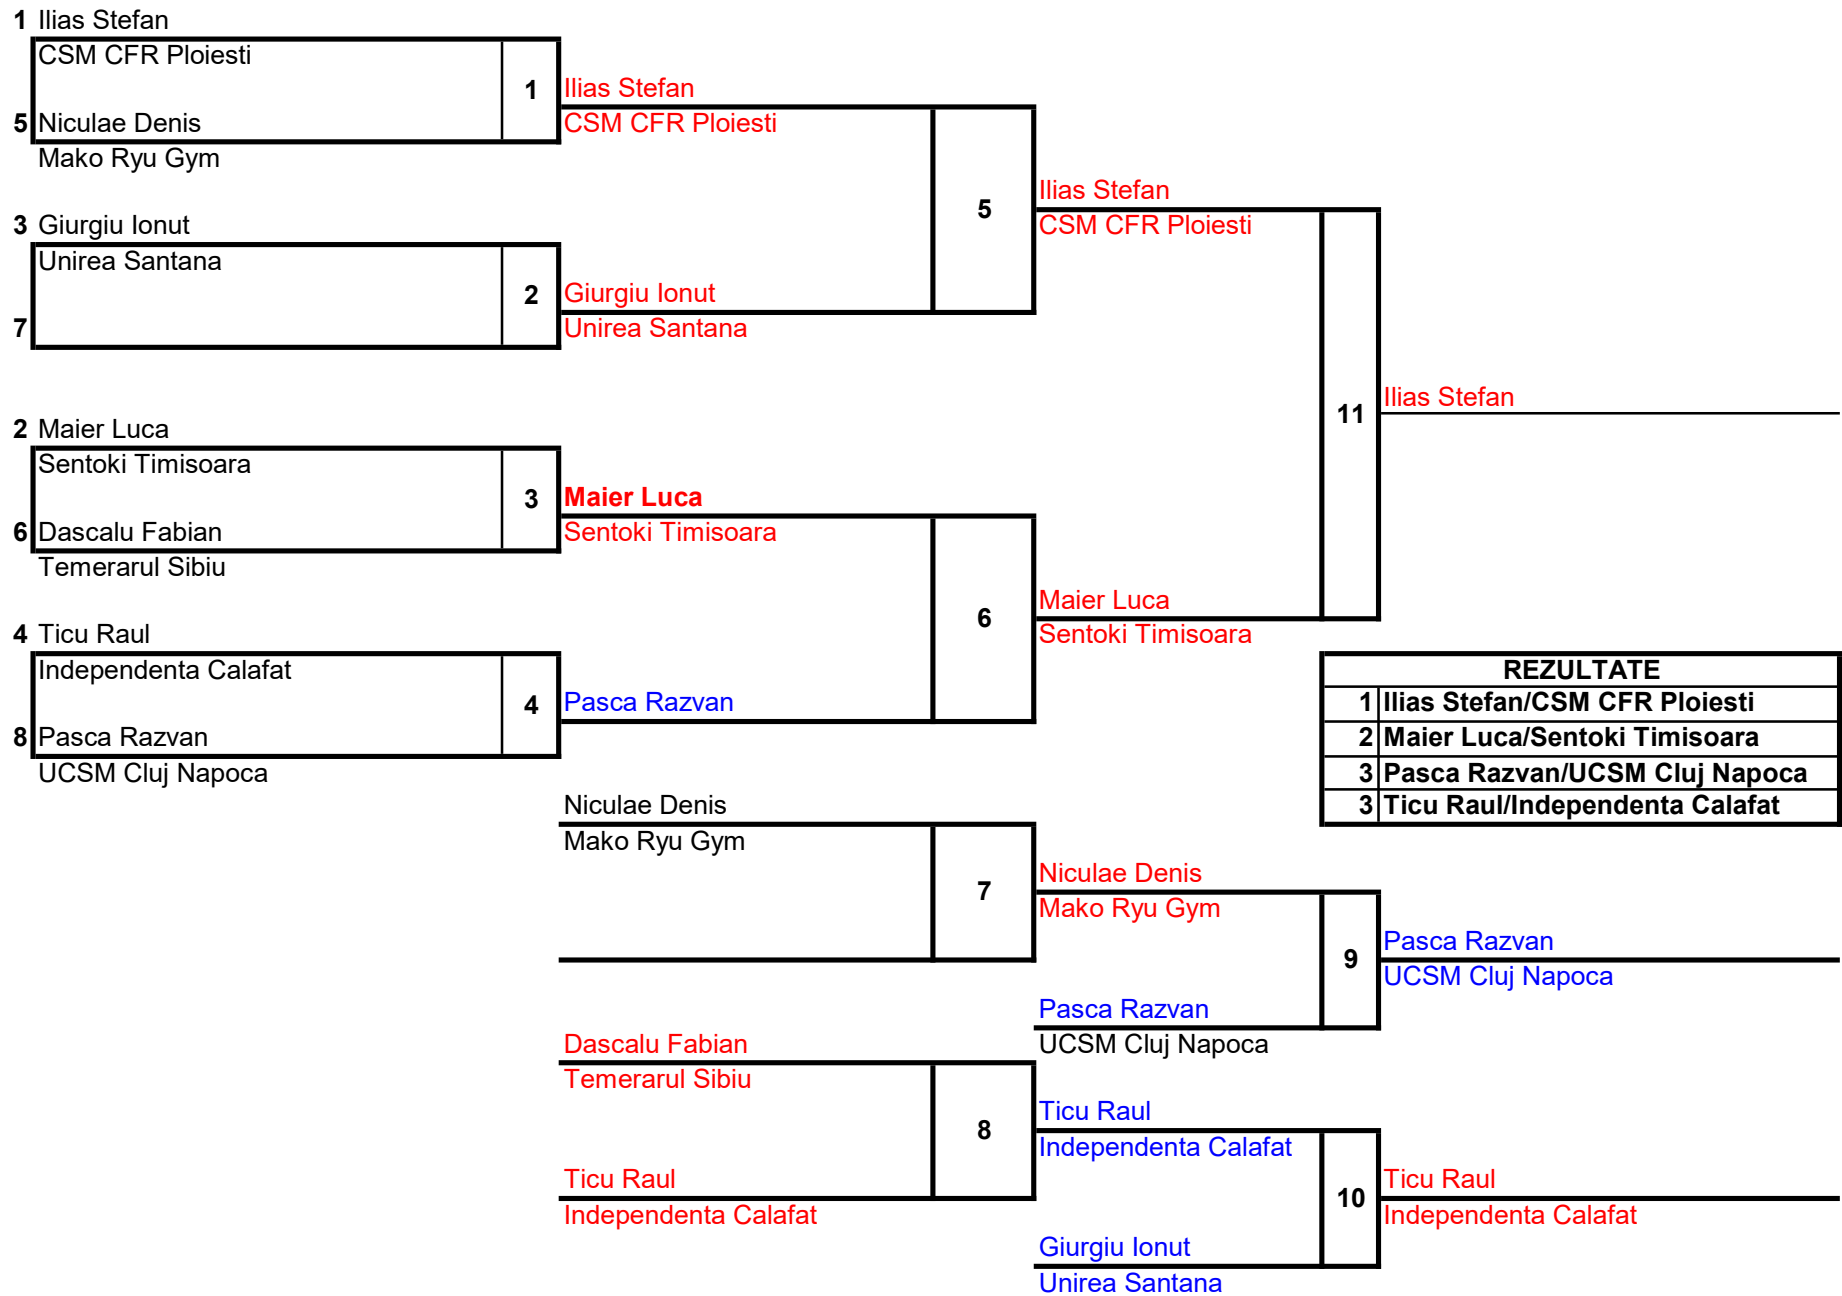 1 Ilias Stefan
CSM CFR Ploiesti
1 Ilias Stefan
5 Niculae Denis
CSM CFR Ploiesti
Mako Ryu Gym
Ilias Stefan
5
3 Giurgiu Ionut
CSM CFR Ploiesti
Unirea Santana
2 Giurgiu Ionut
7
Unirea Santana
Ilias Stefan
11
2 Maier Luca
Sentoki Timisoara
3 Maier Luca
6 Dascalu Fabian
Sentoki Timisoara
Temerarul Sibiu
Maier Luca
6
4 Ticu Raul
Sentoki Timisoara
Independenta Calafat
REZULTATE
4 Pasca Razvan
1 Ilias Stefan/CSM CFR Ploiesti
8 Pasca Razvan
2 Maier Luca/Sentoki Timisoara
UCSM Cluj Napoca
3 Pasca Razvan/UCSM Cluj Napoca
Niculae Denis
3 Ticu Raul/Independenta Calafat
Mako Ryu Gym
Niculae Denis
7
Mako Ryu Gym
Pasca Razvan
9
UCSM Cluj Napoca
Pasca Razvan
Dascalu Fabian
UCSM Cluj Napoca
Temerarul Sibiu
Ticu Raul
8
Independenta Calafat
Ticu Raul
Ticu Raul
10
Independenta Calafat
Independenta Calafat
Giurgiu Ionut
Unirea Santana